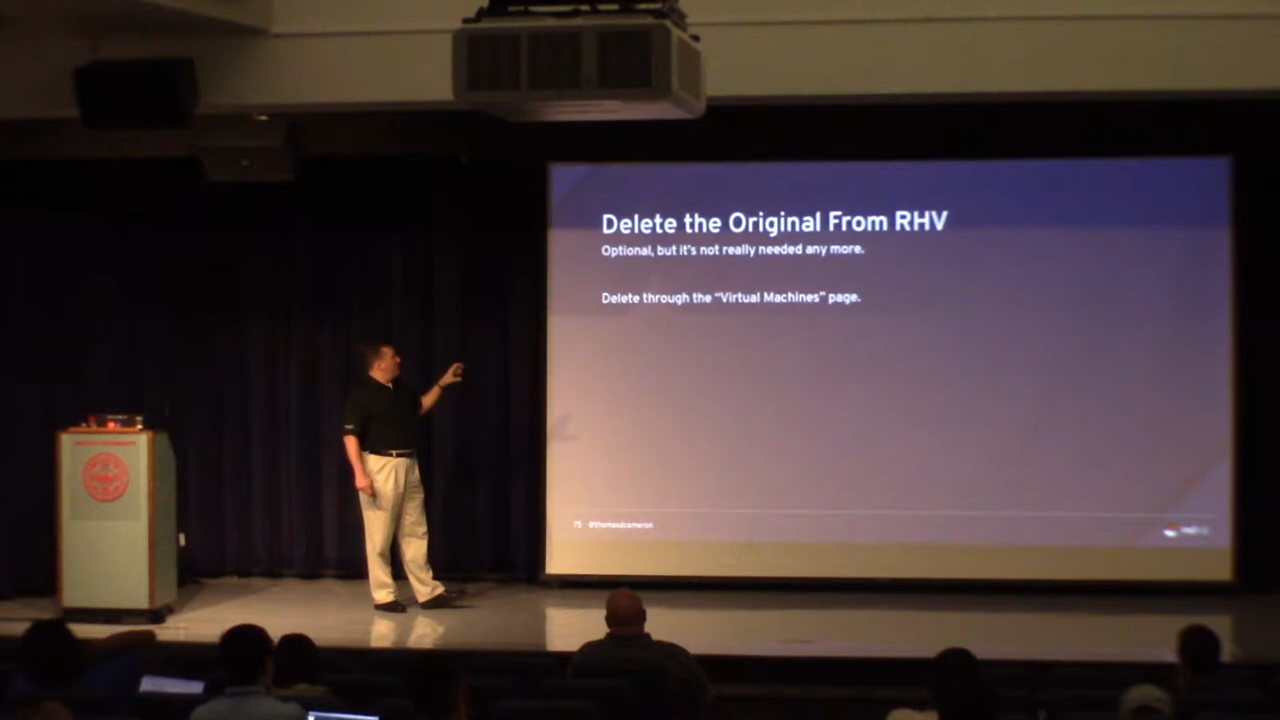 Delete the Original From RHV
Optional, but it's not really needed any more.
Delete through the “Virtual Machines” page.
75 @thomasdcameron